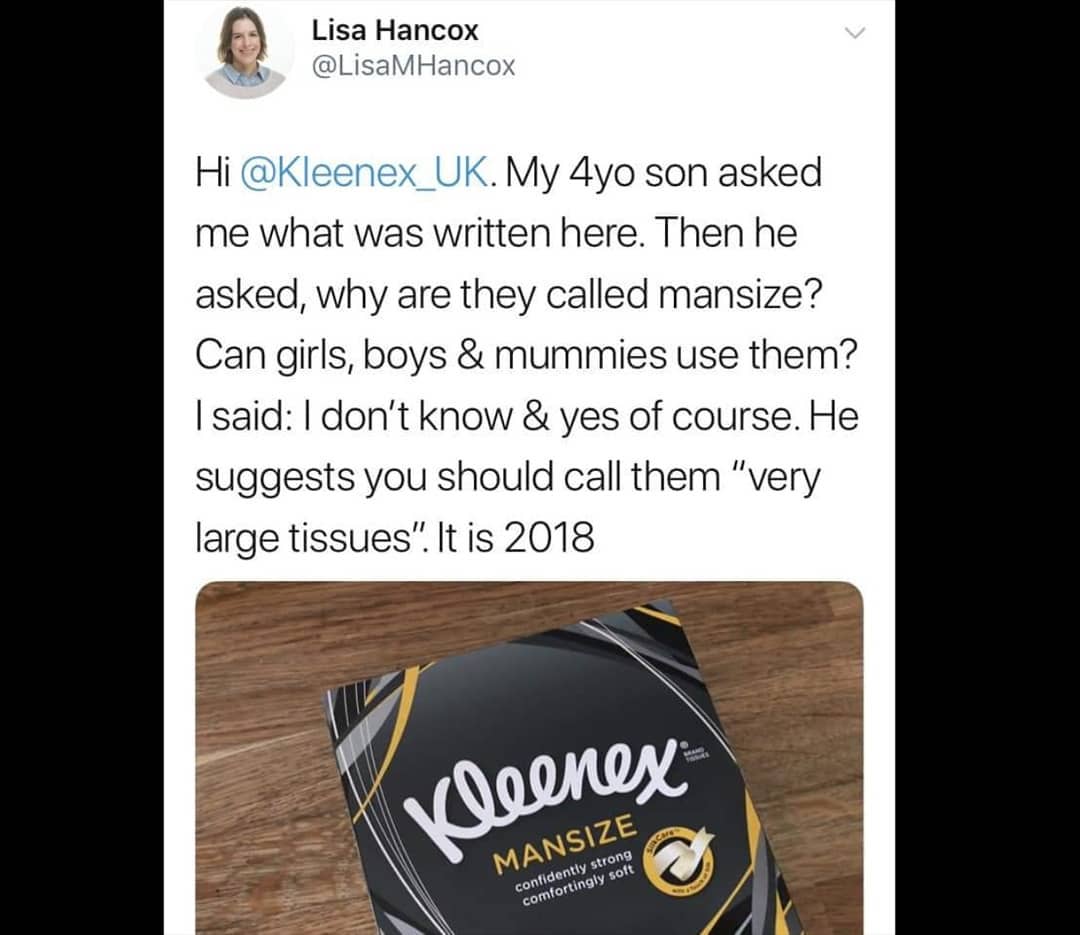 Lisa Hancox
@LisaMHancox
Hi @Kleenex_UK. My 4yo son asked
me what was written here. Then he
asked, why are they called mansize?
Can girls, boys & mummies use them?
I said: I don't know & yes of course. He
suggests you should call them "very
large tissues". It is 2018
Kleenex®
BRAND
TISSUES
MANSIZE
confidently strong
comfortingly soft
SilkCare™